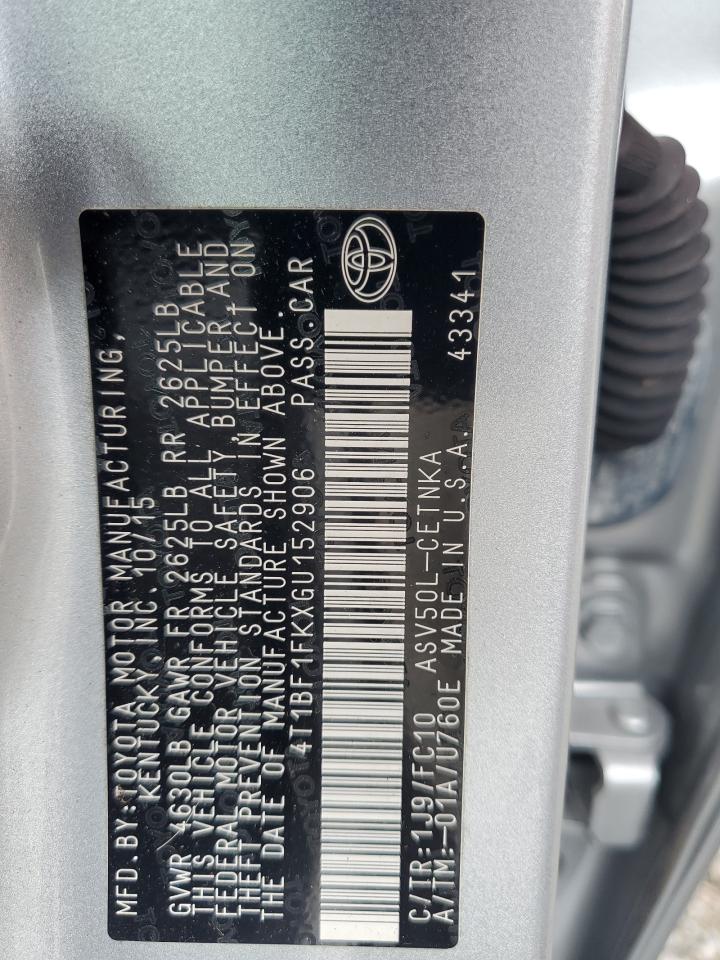 MFD.BY:TOYOTA MOTOR MANUFACTURING,
KENTUCKY, INC. 10/15
GVWR 4630LB GAWR FR 2625LB RR 2625LB
THIS VEHICLE CONFORMS TO ALL APPLICABLE
FEDERAL MOTOR VEHICLE SAFETY, BUMPER, AND
THEFT PREVENTION STANDARDS IN EFFECT ON
THE DATE OF MANUFACTURE SHOWN ABOVE.
4T1BF1FKXGU152906 PASS.CAR
C/TR:1J9/FC10 ASV50L-CETNKA
A/TM:-01A/U760E MADE IN U.S.A. 43341